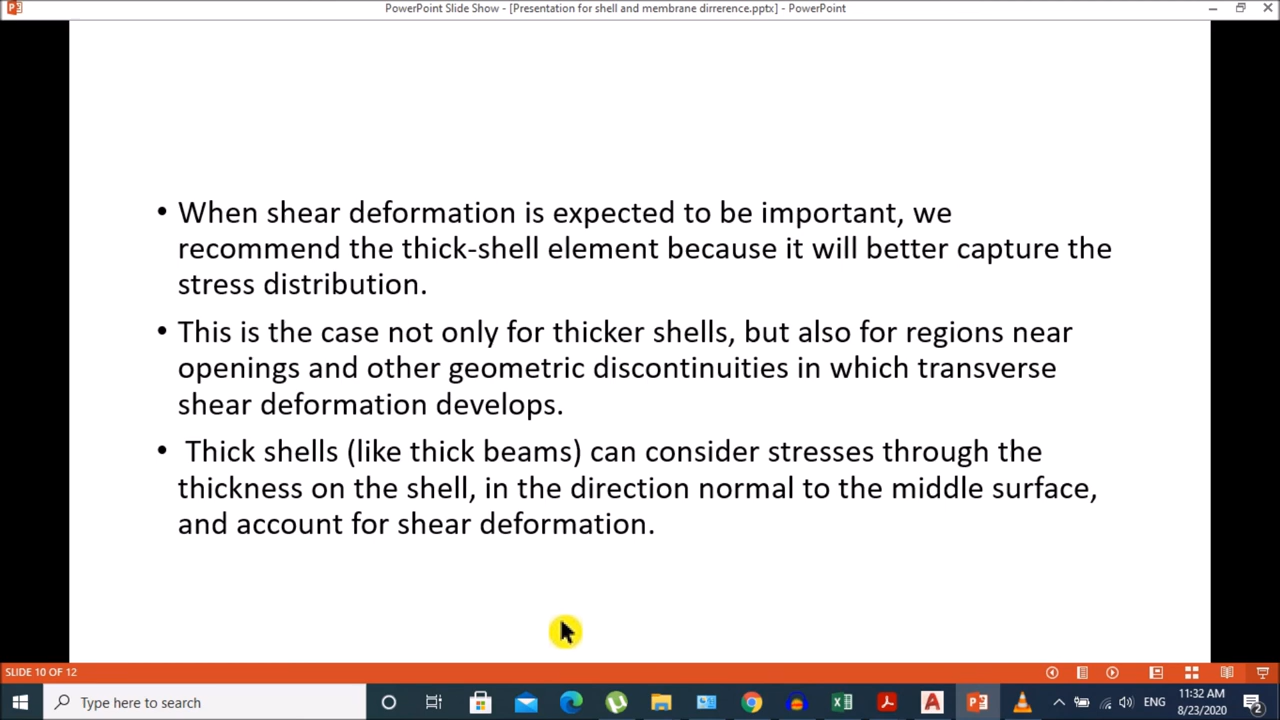 PowerPoint Slide Show - [Presentation for shell and membrane dirrerence.pptx] - PowerPoint
• When shear deformation is expected to be important, we
recommend the thick-shell element because it will better capture the
stress distribution.
• This is the case not only for thicker shells, but also for regions near
openings and other geometric discontinuities in which transverse
shear deformation develops.
• Thick shells (like thick beams) can consider stresses through the
thickness on the shell, in the direction normal to the middle surface,
and account for shear deformation.
SLIDE 10 OF 12
Type here to search
ENG
11:32 AM
8/23/2020
2